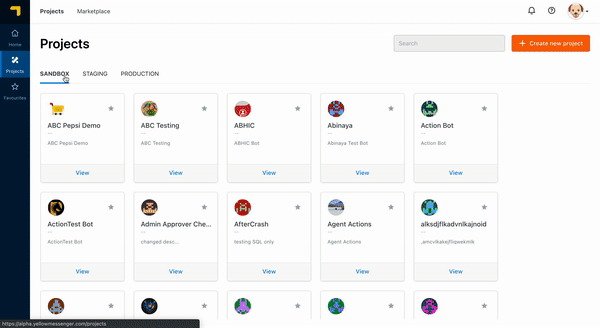 Projects Marketplace
Home
Projects
Favourites
Projects
Search
+ Create new project
SANDBOX STAGING PRODUCTION
ABC Pepsi Demo ABC Testing ABHIC Abinaya Action Bot
ABC Pepsi Demo ABC Testing ABHIC Bot Abinaya Test Bot Action Bot
View View View View View
ActionTest Bot Admin Approver Che... AfterCrash Agent Actions alksdjflkadvnlkajnoid
ActionTest Bot changed desc... testing SQL only Agent Actions
View View View View View
https://alpha.yellowmessenger.com/projects